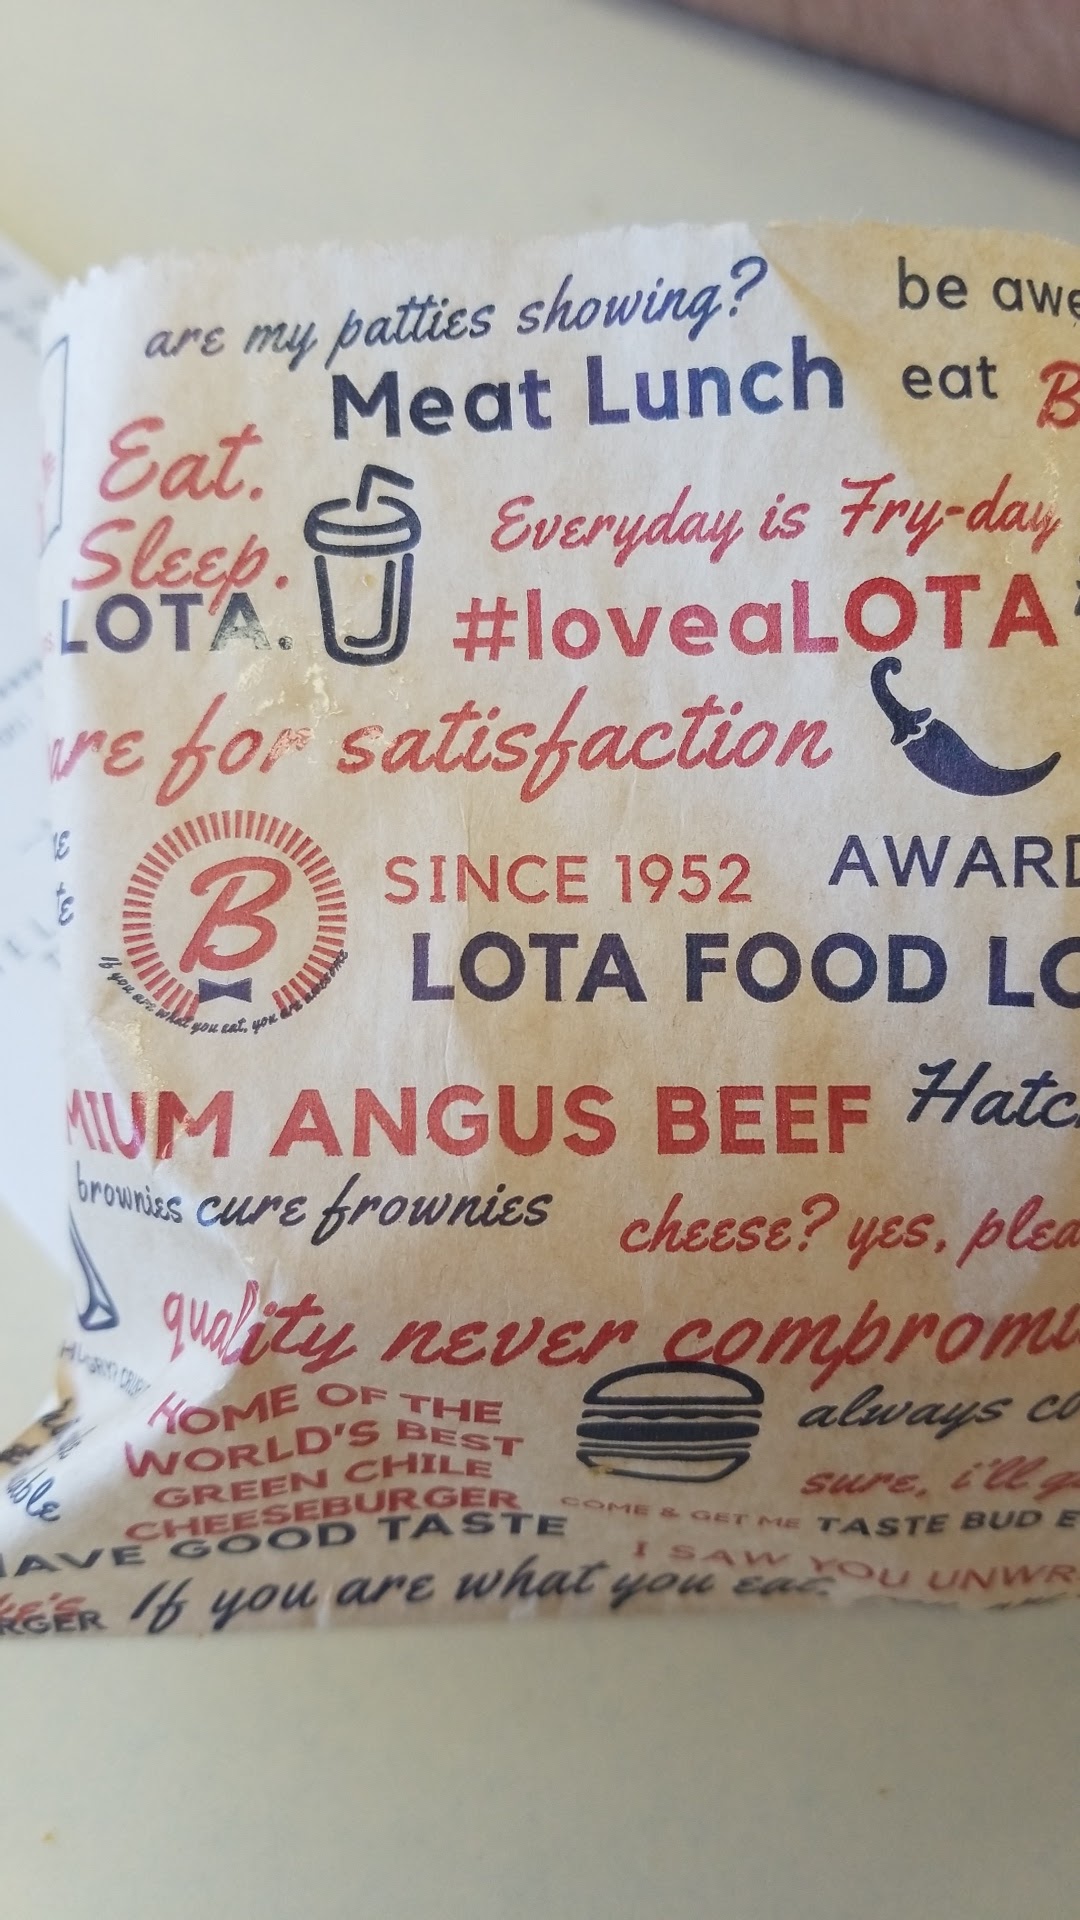 are my patties showing?
be awe
Meat Lunch
eat B
Eat.
Sleep.
LOTA.
Everyday is Fry-day
#loveaLOTA
are for satisfaction
B
If you are what you eat, you are awesome
SINCE 1952
AWARD
LOTA FOOD LO
MIUM ANGUS BEEF
Hatc
brownies cure frownies
cheese? yes, plea
quality never compromi
HOME OF THE
WORLD'S BEST
GREEN CHILE
CHEESEBURGER
always co
sure, i'll g
COME & GET ME
TASTE BUD E
HAVE GOOD TASTE
I SAW YOU UNWR
ke's
RGER
If you are what you eat
able